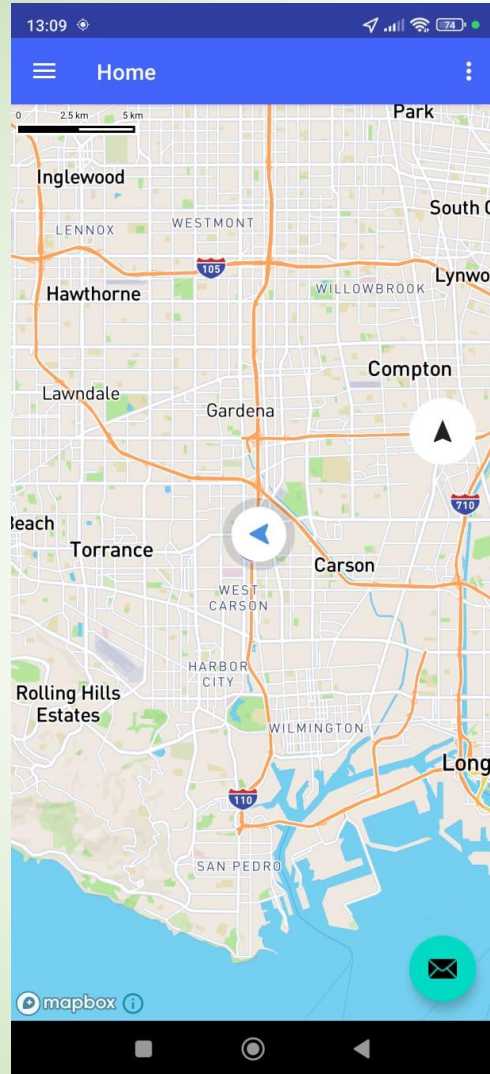 13:09
74
Home
0 2.5 km 5 km
Park
Inglewood
South
LENNOX
WESTMONT
105
Lynwo
WILLOWBROOK
Hawthorne
Compton
Lawndale
Gardena
710
Beach
Torrance
Carson
WEST
CARSON
HARBOR
CITY
Rolling Hills
Estates
WILMINGTON
Long
110
SAN PEDRO
mapbox